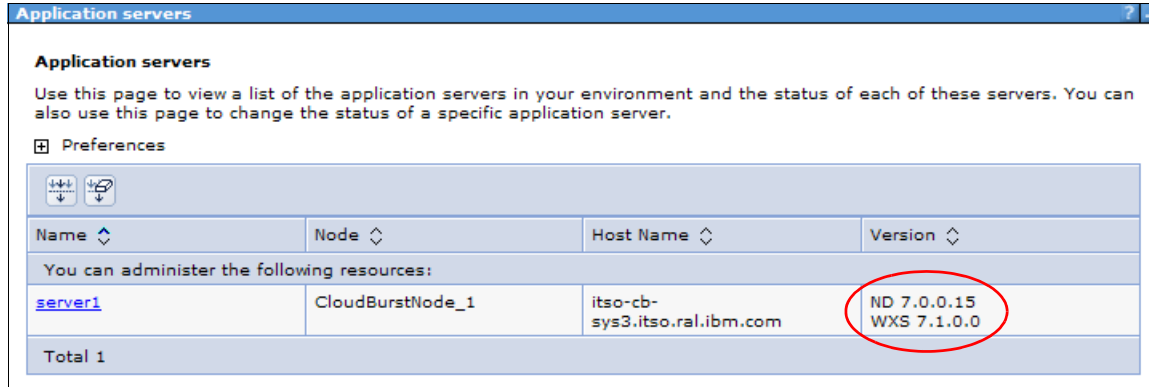 Application servers ?
Application servers
Use this page to view a list of the application servers in your environment and the status of each of these servers. You can
also use this page to change the status of a specific application server.
Preferences
Name Node Host Name Version
You can administer the following resources:
server1 CloudBurstNode_1 itso-cb- ND 7.0.0.15
sys3.itso.ral.ibm.com WXS 7.1.0.0
Total 1